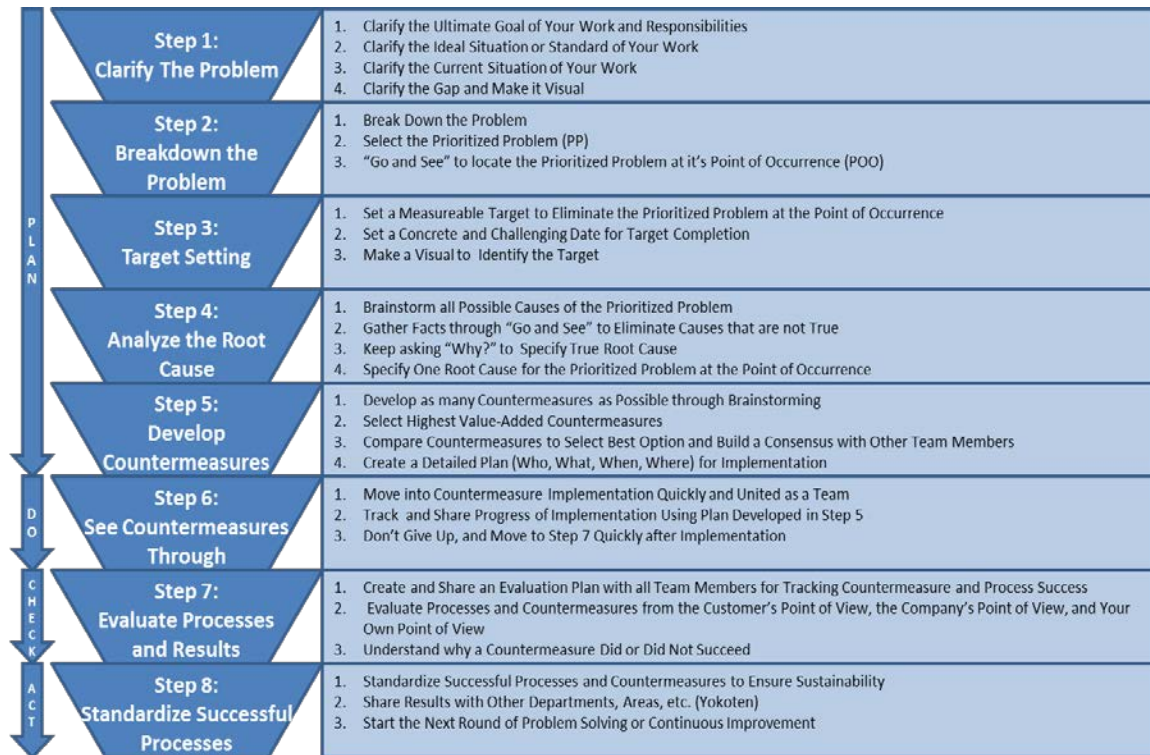 PLAN
Step 1:
Clarify The Problem
1. Clarify the Ultimate Goal of Your Work and Responsibilities
2. Clarify the Ideal Situation or Standard of Your Work
3. Clarify the Current Situation of Your Work
4. Clarify the Gap and Make it Visual
Step 2:
Breakdown the
Problem
1. Break Down the Problem
2. Select the Prioritized Problem (PP)
3. “Go and See” to locate the Prioritized Problem at it’s Point of Occurrence (POO)
Step 3:
Target Setting
1. Set a Measureable Target to Eliminate the Prioritized Problem at the Point of Occurrence
2. Set a Concrete and Challenging Date for Target Completion
3. Make a Visual to Identify the Target
Step 4:
Analyze the Root
Cause
1. Brainstorm all Possible Causes of the Prioritized Problem
2. Gather Facts through “Go and See” to Eliminate Causes that are not True
3. Keep asking “Why?” to Specify True Root Cause
4. Specify One Root Cause for the Prioritized Problem at the Point of Occurrence
Step 5:
Develop
Countermeasures
1. Develop as many Countermeasures as Possible through Brainstorming
2. Select Highest Value-Added Countermeasures
3. Compare Countermeasures to Select Best Option and Build a Consensus with Other Team Members
4. Create a Detailed Plan (Who, What, When, Where) for Implementation
DO
Step 6:
See Countermeasures
Through
1. Move into Countermeasure Implementation Quickly and United as a Team
2. Track and Share Progress of Implementation Using Plan Developed in Step 5
3. Don’t Give Up, and Move to Step 7 Quickly after Implementation
CHECK
Step 7:
Evaluate Processes
and Results
1. Create and Share an Evaluation Plan with all Team Members for Tracking Countermeasure and Process Success
2. Evaluate Processes and Countermeasures from the Customer’s Point of View, the Company’s Point of View, and Your
Own Point of View
3. Understand why a Countermeasure Did or Did Not Succeed
ACT
Step 8:
Standardize Successful
Processes
1. Standardize Successful Processes and Countermeasures to Ensure Sustainability
2. Share Results with Other Departments, Areas, etc. (Yokoten)
3. Start the Next Round of Problem Solving or Continuous Improvement